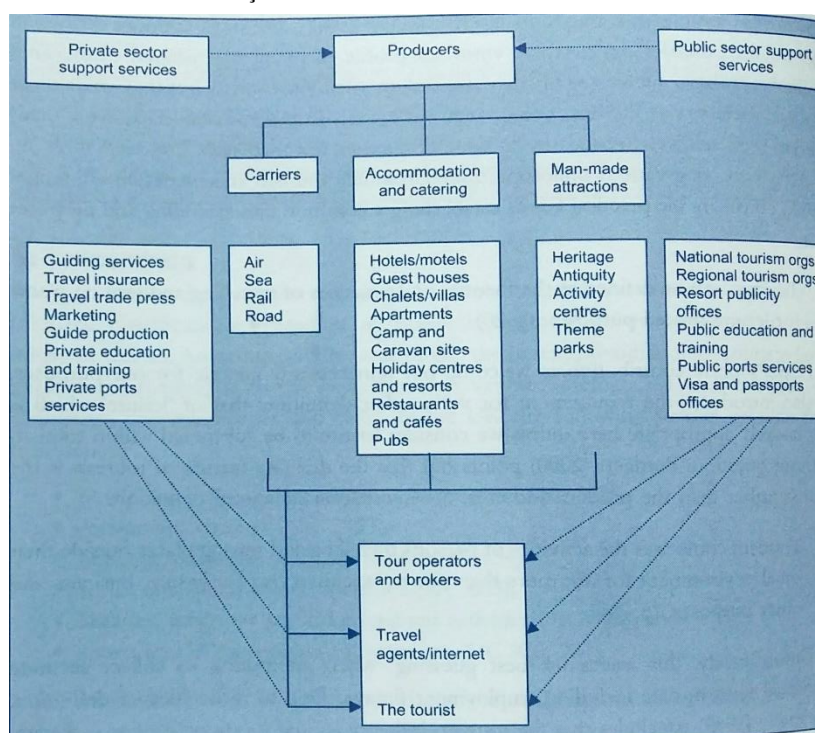 Private sector
support services
Producers
Public sector support
services
Carriers
Accommodation
and catering
Man-made
attractions
Guiding services
Travel insurance
Travel trade press
Marketing
Guide production
Private education
and training
Private ports
services
Air
Sea
Rail
Road
Hotels/motels
Guest houses
Chalets/villas
Apartments
Camp and
Caravan sites
Holiday centres
and resorts
Restaurants
and cafés
Pubs
Heritage
Antiquity
Activity
centres
Theme
parks
National tourism orgs
Regional tourism orgs
Resort publicity
offices
Public education and
training
Public ports services
Visa and passports
offices
Tour operators
and brokers
Travel
agents/internet
The tourist